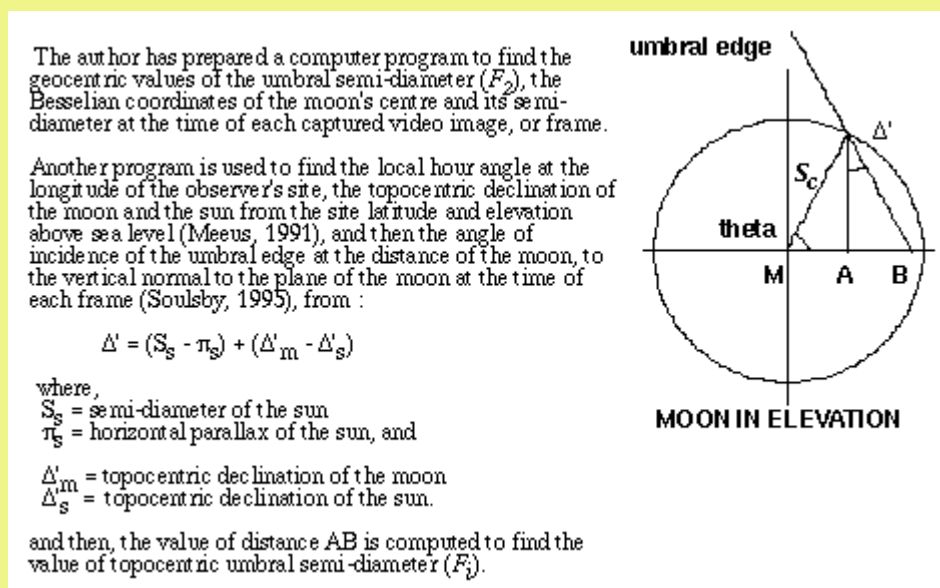 The author has prepared a computer program to find the
geocentric values of the umbral semi-diameter (F₂), the
Besselian coordinates of the moon's centre and its semi-
diameter at the time of each captured video image, or frame.
Another program is used to find the local hour angle at the
longitude of the observer's site, the topocentric declination of
the moon and the sun from the site latitude and elevation
above sea level (Meeus, 1991), and then the angle of
incidence of the umbral edge at the distance of the moon, to
the vertical normal to the plane of the moon at the time of
each frame (Soulsby, 1995), from :
Δ' = (Sₛ - πₛ) + (Δ'ₘ - Δ'ₛ)
where,
Sₛ = semi-diameter of the sun
πₛ = horizontal parallax of the sun, and
Δ'ₘ = topocentric declination of the moon
Δ'ₛ = topocentric declination of the sun.
and then, the value of distance AB is computed to find the
value of topocentric umbral semi-diameter (Fᵢ).
umbral edge
Δ'
S꜀
theta
M A B
MOON IN ELEVATION